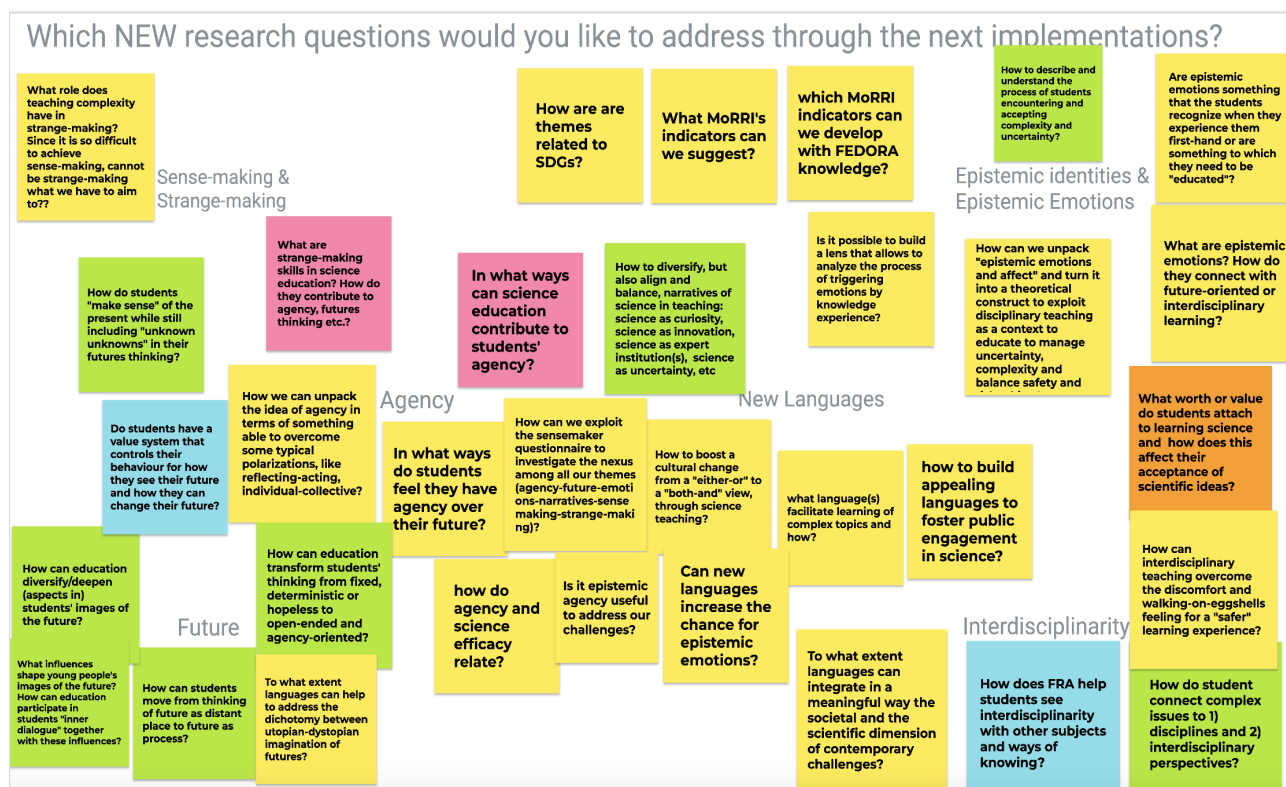 Which NEW research questions would you like to address through the next implementations?
What role does
teaching complexity
have in
strange-making?
Since it is so difficult
to achieve
sense-making, cannot
be strange-making
what we have to aim
to??
Sense-making &
Strange-making
How are are
themes
related to
SDGs?
What MoRRI's
indicators can
we suggest?
which MoRRI
indicators can
we develop
with FEDORA
knowledge?
How to describe and
understand the
process of students
encountering and
accepting
complexity and
uncertainty?
Are epistemic
emotions something
that the students
recognize when they
experience them
first-hand or are
something to which
they need to be
"educated"?
Epistemic identities &
Epistemic Emotions
What are
strange-making
skills in science
education? How do
they contribute to
agency, futures
thinking etc.?
How do students
"make sense" of the
present while still
including "unknown
unknowns" in their
futures thinking?
In what ways
can science
education
contribute to
students'
agency?
How to diversify, but
also align and
balance, narratives of
science in teaching:
science as curiosity,
science as innovation,
science as expert
institution(s), science
as uncertainty, etc
Is it possible to build
a lens that allows to
analyze the process
of triggering
emotions by
knowledge
experience?
How can we unpack
"epistemic emotions
and affect" and turn it
into a theoretical
construct to exploit
disciplinary teaching
as a context to
educate to manage
uncertainty,
complexity and
balance safety and
What are epistemic
emotions? How do
they connect with
future-oriented or
interdisciplinary
learning?
Do students have a
value system that
controls their
behaviour for how
they see their future
and how they can
change their future?
How we can unpack
the idea of agency in
terms of something
able to overcome
some typical
polarizations, like
reflecting-acting,
individual-collective?
Agency
In what ways
do students
feel they have
agency over
their future?
How can we exploit
the sensemaker
questionnaire to
investigate the nexus
among all our themes
(agency-future-emoti
ons-narratives-sense
making-strange-maki
ng)?
New Languages
How to boost a
cultural change
from a "either-or" to
a "both-and" view,
through science
teaching?
what language(s)
facilitate learning of
complex topics and
how?
how to build
appealing
languages to
foster public
engagement
in science?
What worth or value
do students attach
to learning science
and how does this
affect their
acceptance of
scientific ideas?
How can education
diversify/deepen
(aspects in)
students' images of
the future?
Future
How can education
transform students'
thinking from fixed,
deterministic or
hopeless to
open-ended and
agency-oriented?
how do
agency and
science
efficacy
relate?
Is it epistemic
agency useful
to address our
challenges?
Can new
languages
increase the
chance for
epistemic
emotions?
Interdisciplinarity
How can
interdisciplinary
teaching overcome
the discomfort and
walking-on-eggshells
feeling for a "safer"
learning experience?
What influences
shape young people's
images of the future?
How can education
participate in
students "inner
dialogue" together
with these influences?
How can students
move from thinking
of future as distant
place to future as
process?
To what extent
languages can help
to address the
dichotomy between
utopian-dystopian
imagination of
futures?
To what extent
languages can
integrate in a
meaningful way the
societal and the
scientific dimension
of contemporary
challenges?
How does FRA help
students see
interdisciplinarity
with other subjects
and ways of
knowing?
How do student
connect complex
issues to 1)
disciplines and 2)
interdisciplinary
perspectives?